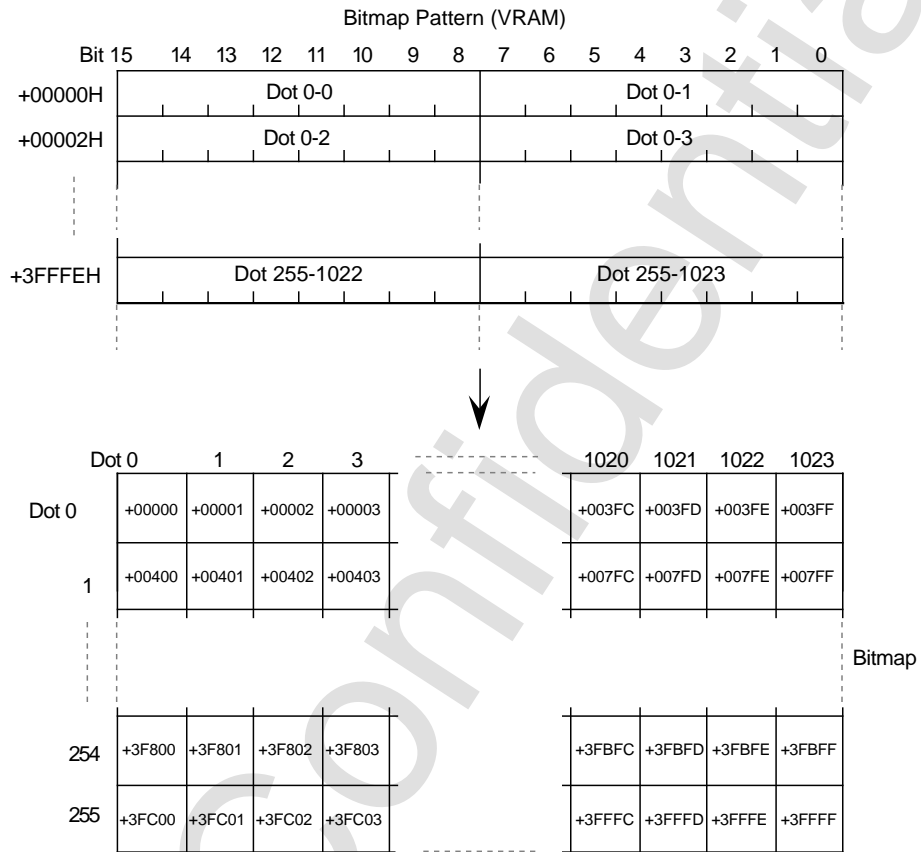 Bitmap Pattern (VRAM)
Bit 15 14 13 12 11 10 9 8 7 6 5 4 3 2 1 0
+00000H Dot 0-0 Dot 0-1
+00002H Dot 0-2 Dot 0-3
+3FFFEH Dot 255-1022 Dot 255-1023
Dot 0 1 2 3 1020 1021 1022 1023
Dot 0 +00000 +00001 +00002 +00003 +003FC +003FD +003FE +003FF
1 +00400 +00401 +00402 +00403 +007FC +007FD +007FE +007FF
Bitmap
254 +3F800 +3F801 +3F802 +3F803 +3FBFC +3FBFD +3FBFE +3FBFF
255 +3FC00 +3FC01 +3FC02 +3FC03 +3FFFC +3FFFD +3FFFE +3FFFF
Confidential